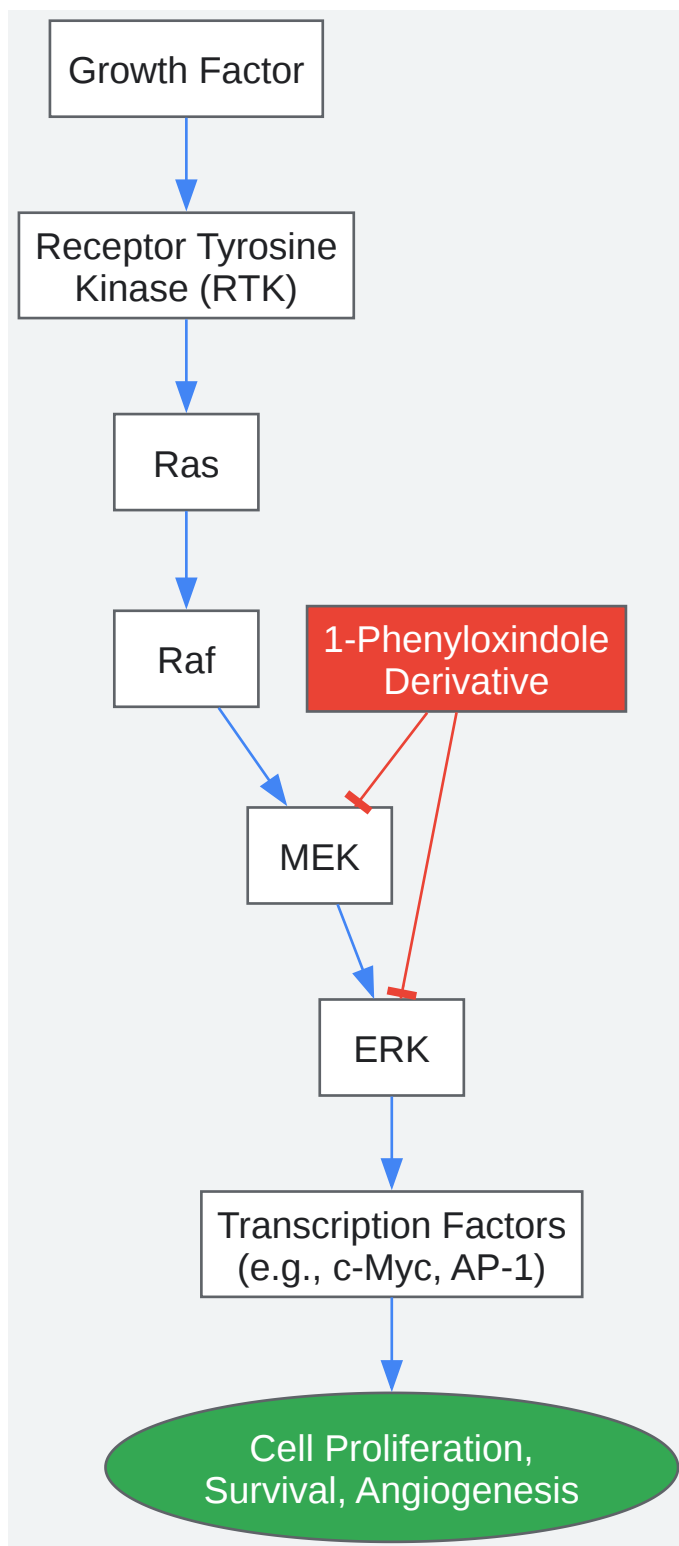 Growth Factor
Receptor Tyrosine
Kinase (RTK)
Ras
Raf
1-Phenyloxindole
Derivative
MEK
ERK
Transcription Factors
(e.g., c-Myc, AP-1)
Cell Proliferation,
Survival, Angiogenesis